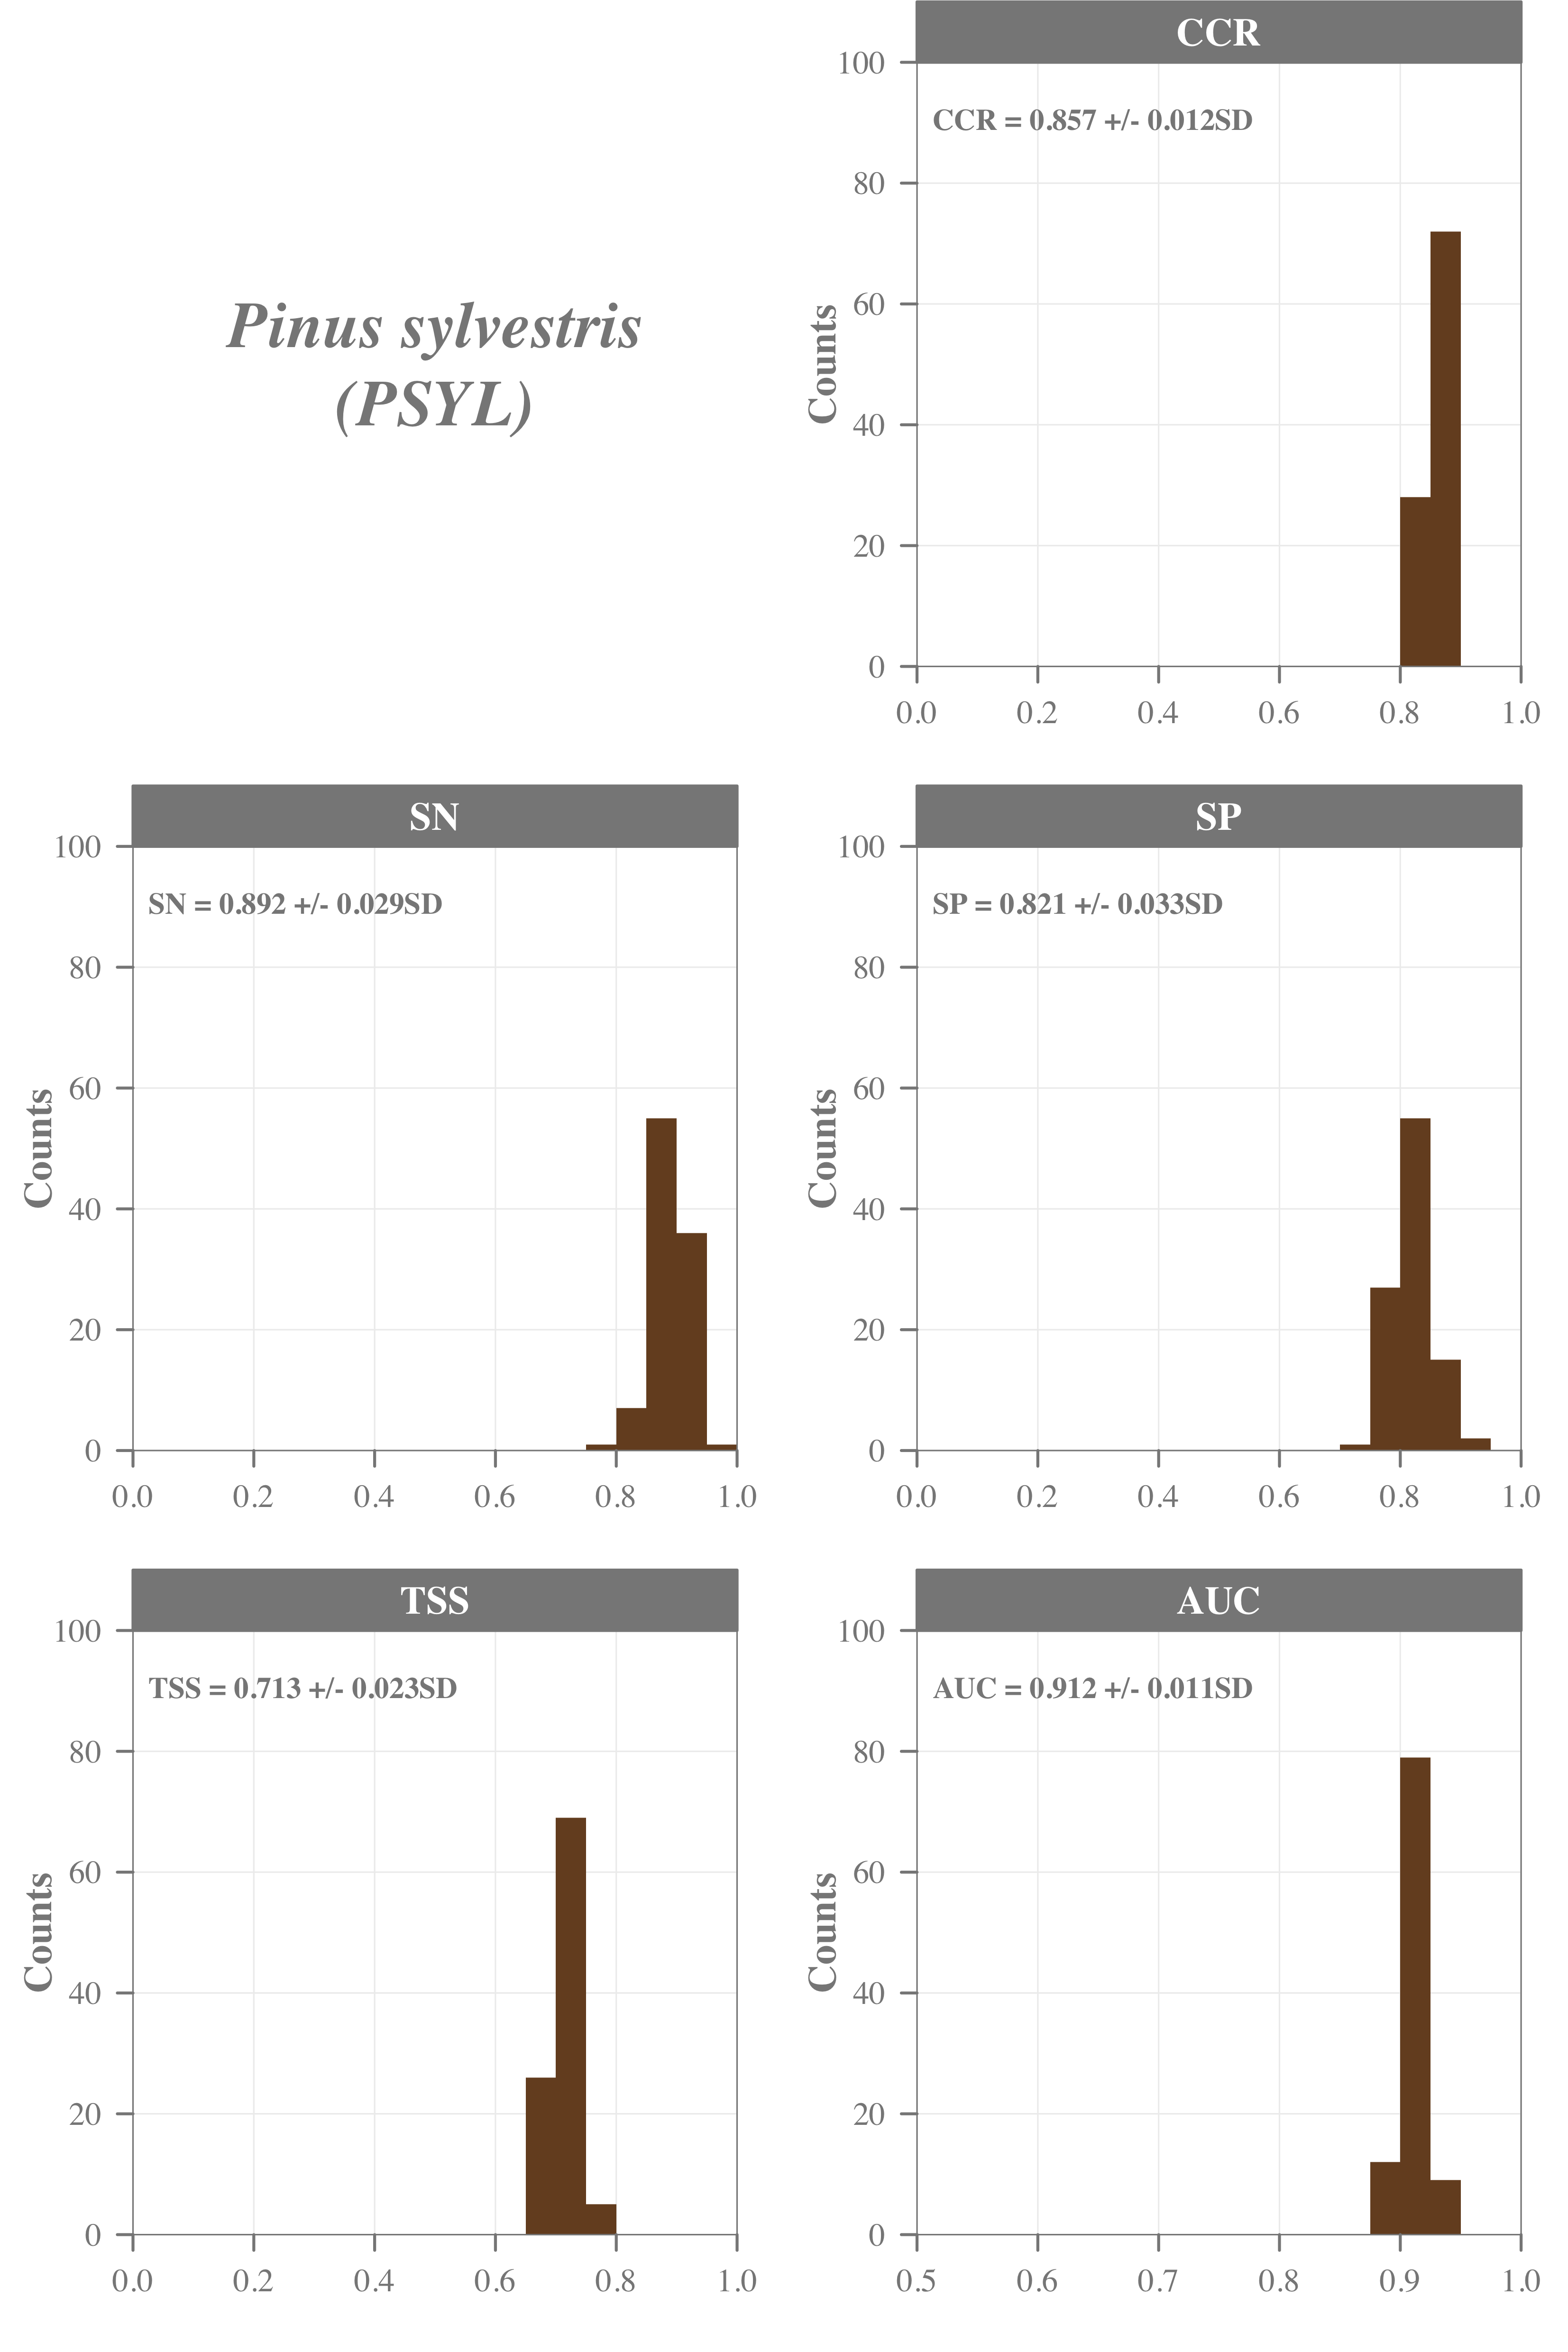 Pinus sylvestris
(PSYL)
CCR
CCR = 0.857 +/- 0.012SD
Counts
100
80
60
40
20
0
0.0 0.2 0.4 0.6 0.8 1.0
SN
SN = 0.892 +/- 0.029SD
Counts
100
80
60
40
20
0
0.0 0.2 0.4 0.6 0.8 1.0
SP
SP = 0.821 +/- 0.033SD
Counts
100
80
60
40
20
0
0.0 0.2 0.4 0.6 0.8 1.0
TSS
TSS = 0.713 +/- 0.023SD
Counts
100
80
60
40
20
0
0.0 0.2 0.4 0.6 0.8 1.0
AUC
AUC = 0.912 +/- 0.011SD
Counts
100
80
60
40
20
0
0.5 0.6 0.7 0.8 0.9 1.0